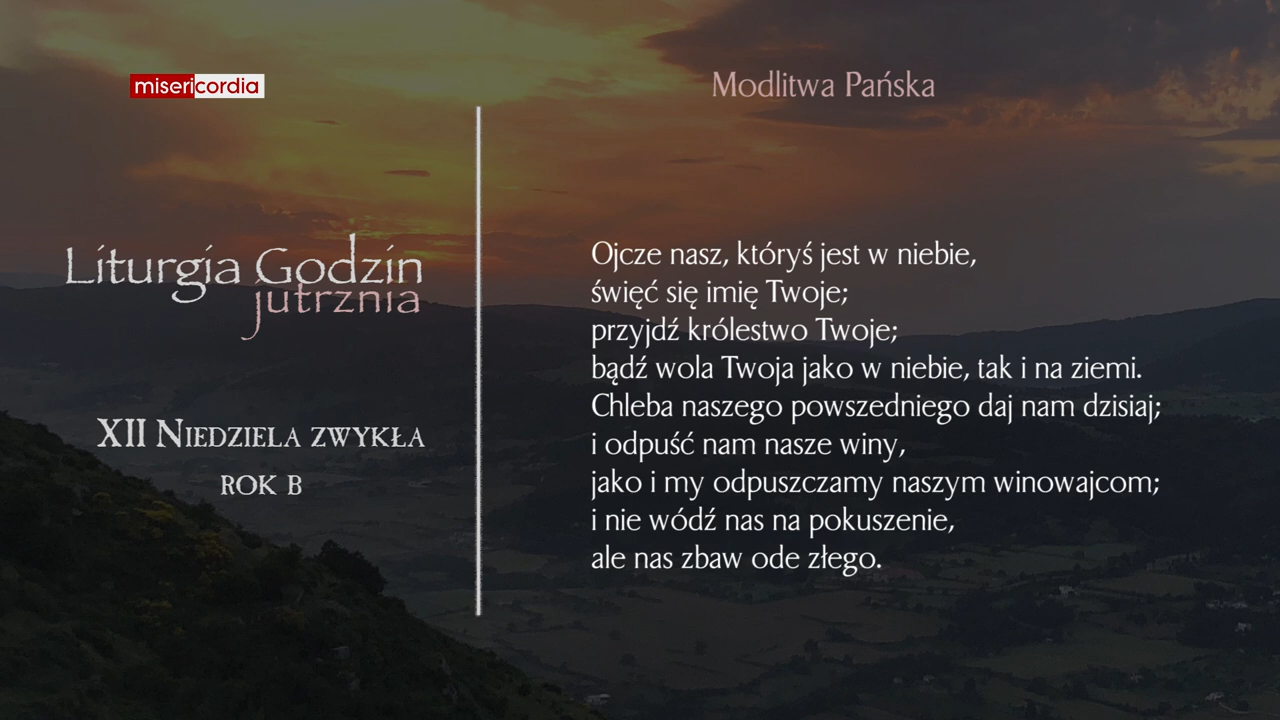 misericordia
Liturgia Godzin
jutrznia
XII Niedziela zwykła
rok B
Modlitwa Pańska
Ojcze nasz, któryś jest w niebie,
święć się imię Twoje;
przyjdź królestwo Twoje;
bądź wola Twoja jako w niebie, tak i na ziemi.
Chleba naszego powszedniego daj nam dzisiaj;
i odpuść nam nasze winy,
jako i my odpuszczamy naszym winowajcom;
i nie wódź nas na pokuszenie,
ale nas zbaw ode złego.